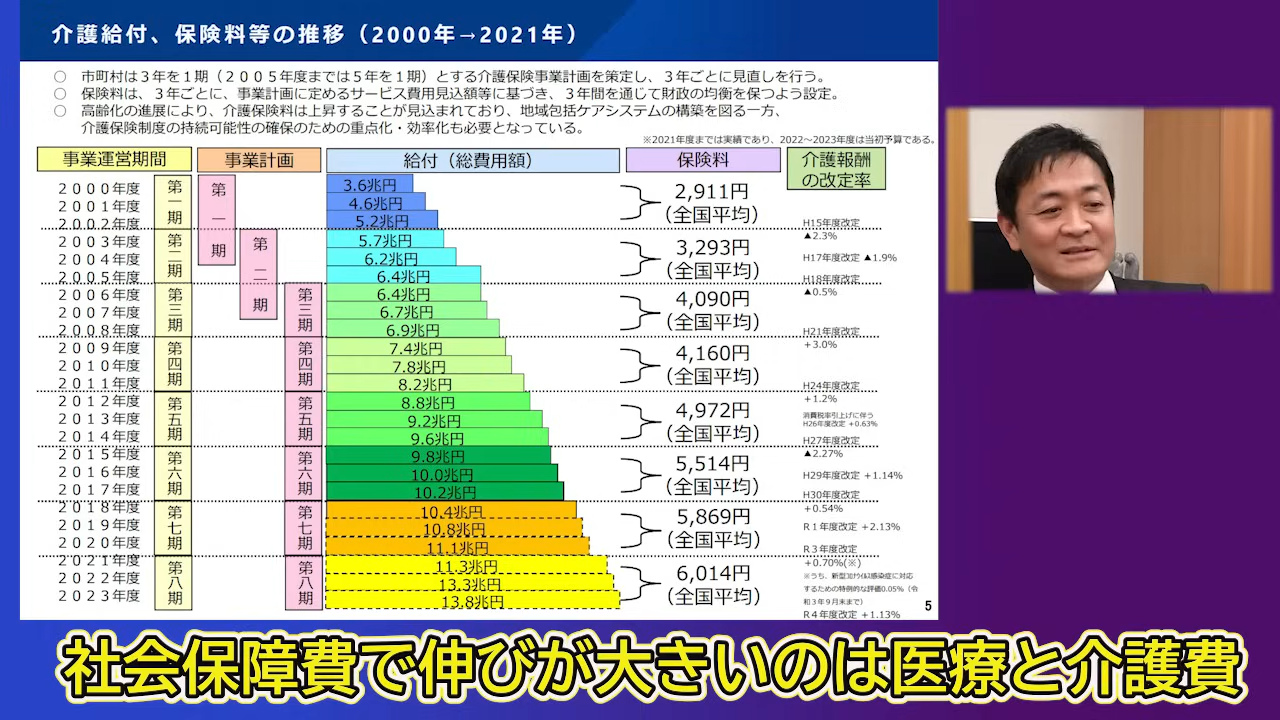 介護給付、保険料等の推移（2000年→2021年）
○ 市町村は３年を１期（２００５年度までは５年を１期）とする介護保険事業計画を策定し、３年ごとに見直しを行う。
○ 保険料は、３年ごとに、事業計画に定めるサービス費用見込額等に基づき、３年間を通じて財政の均衡を保つよう設定。
○ 高齢化の進展により、介護保険料は上昇することが見込まれており、地域包括ケアシステムの構築を図る一方、
介護保険制度の持続可能性の確保のための重点化・効率化も必要となっている。
※2021年度までは実績であり、2022～2023年度は当初予算である。
事業運営期間 事業計画 給付（総費用額） 保険料 介護報酬の改定率
２０００年度 3.6兆円
２００１年度 4.6兆円
２００２年度 5.2兆円
第一期 第一期
2,911円
（全国平均）
H15年度改定
▲2.3%
２００３年度 5.7兆円
２００４年度 6.2兆円
２００５年度 6.4兆円
第二期 第二期
3,293円
（全国平均）
H17年度改定 ▲1.9%
H18年度改定
▲0.5%
２００６年度 6.4兆円
２００７年度 6.7兆円
２００８年度 6.9兆円
第三期 第三期
4,090円
（全国平均）
H21年度改定
+3.0%
２００９年度 7.4兆円
２０１０年度 7.8兆円
２０１１年度 8.2兆円
第四期 第四期
4,160円
（全国平均）
H24年度改定
+1.2%
２０１２年度 8.8兆円
２０１３年度 9.2兆円
２０１４年度 9.6兆円
第五期 第五期
4,972円
（全国平均）
消費税率引上げに伴う
H26年度改定 +0.63%
H27年度改定
▲2.27%
２０１５年度 9.8兆円
２０１６年度 10.0兆円
２０１７年度 10.2兆円
第六期 第六期
5,514円
（全国平均）
H29年度改定 +1.14%
H30年度改定
+0.54%
２０１８年度 10.4兆円
２０１９年度 10.8兆円
２０２０年度 11.1兆円
第七期 第七期
5,869円
（全国平均）
R１年度改定 +2.13%
R３年度改定
+0.70%(※)
２０２１年度 11.3兆円
２０２２年度 13.3兆円
２０２３年度 13.8兆円
第八期 第八期
6,014円
（全国平均）
※うち、新型ｺﾛﾅｳｲﾙｽ感染症に対応
するための特例的な評価0.05%（令
和３年９月末まで）
R４年度改定 +1.13%
5
社会保障費で伸びが大きいのは医療と介護費